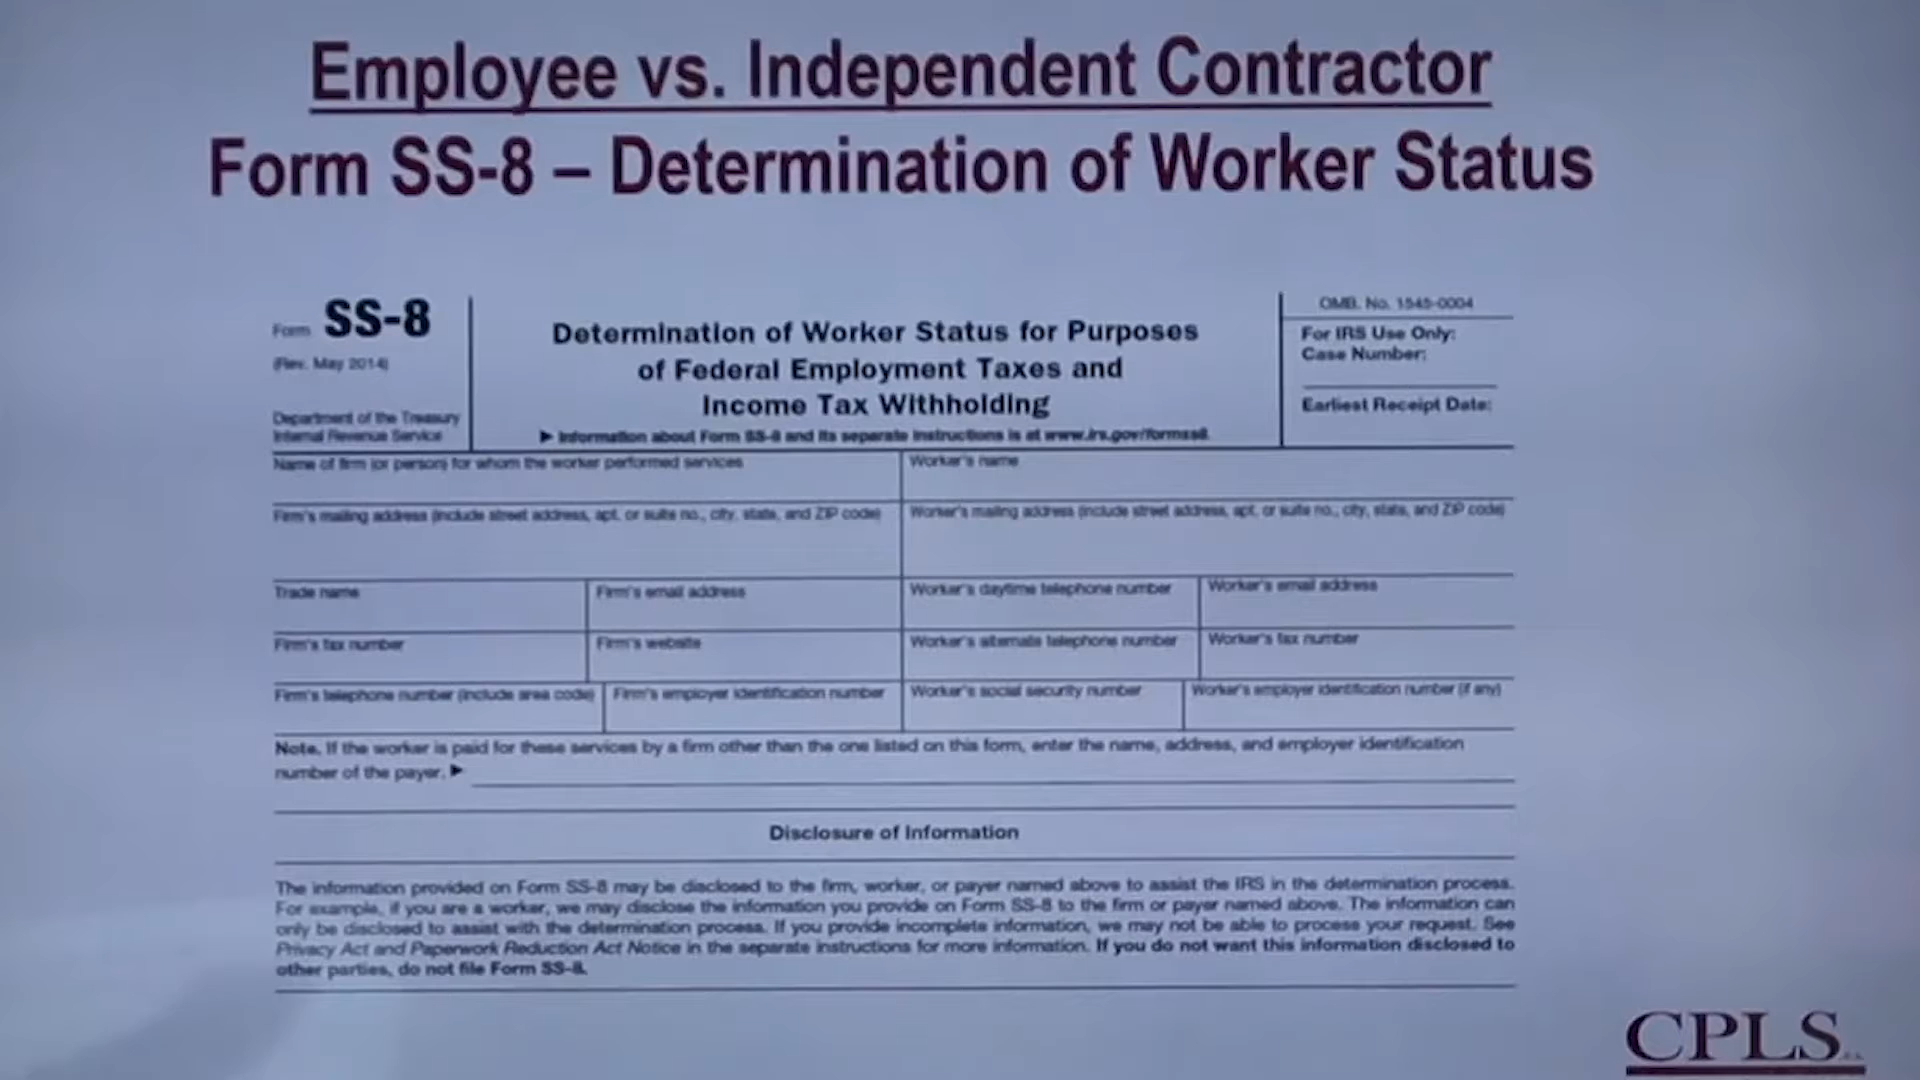 Employee vs. Independent Contractor
Form SS-8 – Determination of Worker Status
Form SS-8
(Rev. May 2014)
Department of the Treasury
Internal Revenue Service
Determination of Worker Status for Purposes
of Federal Employment Taxes and
Income Tax Withholding
▶ Information about Form SS-8 and its separate instructions is at www.irs.gov/formss8.
OMB. No. 1545-0004
For IRS Use Only:
Case Number:
Earliest Receipt Date:
Name of firm (or person) for whom the worker performed services
Worker's name
Firm's mailing address (include street address, apt. or suite no., city, state, and ZIP code)
Worker's mailing address (include street address, apt. or suite no., city, state, and ZIP code)
Trade name
Firm's email address
Worker's daytime telephone number
Worker's email address
Firm's fax number
Firm's website
Worker's alternate telephone number
Worker's fax number
Firm's telephone number (include area code)
Firm's employer identification number
Worker's social security number
Worker's employer identification number (if any)
Note. If the worker is paid for these services by a firm other than the one listed on this form, enter the name, address, and employer identification
number of the payer. ▶
Disclosure of Information
The information provided on Form SS-8 may be disclosed to the firm, worker, or payer named above to assist the IRS in the determination process.
For example, if you are a worker, we may disclose the information you provide on Form SS-8 to the firm or payer named above. The information can
only be disclosed to assist with the determination process. If you provide incomplete information, we may not be able to process your request. See
Privacy Act and Paperwork Reduction Act Notice in the separate instructions for more information. If you do not want this information disclosed to
other parties, do not file Form SS-8.
CPLS